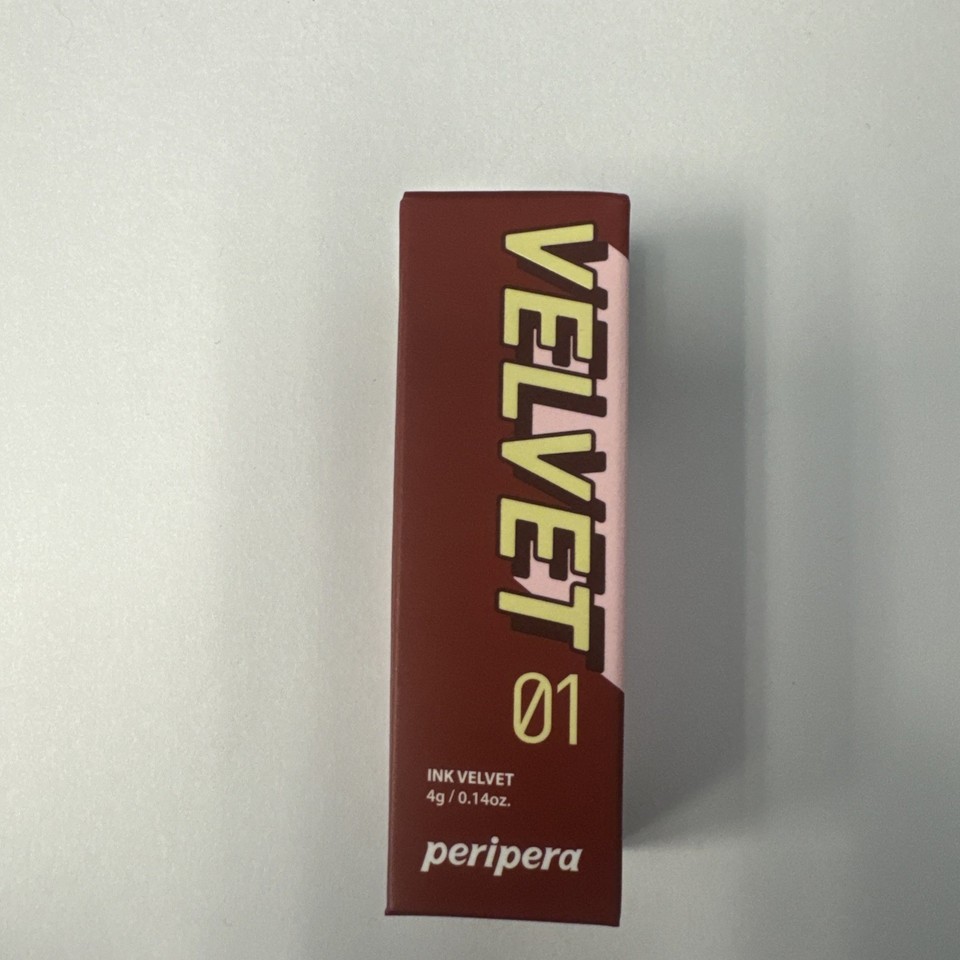 VELVET
01
INK VELVET
4g / 0.14oz.
peripera